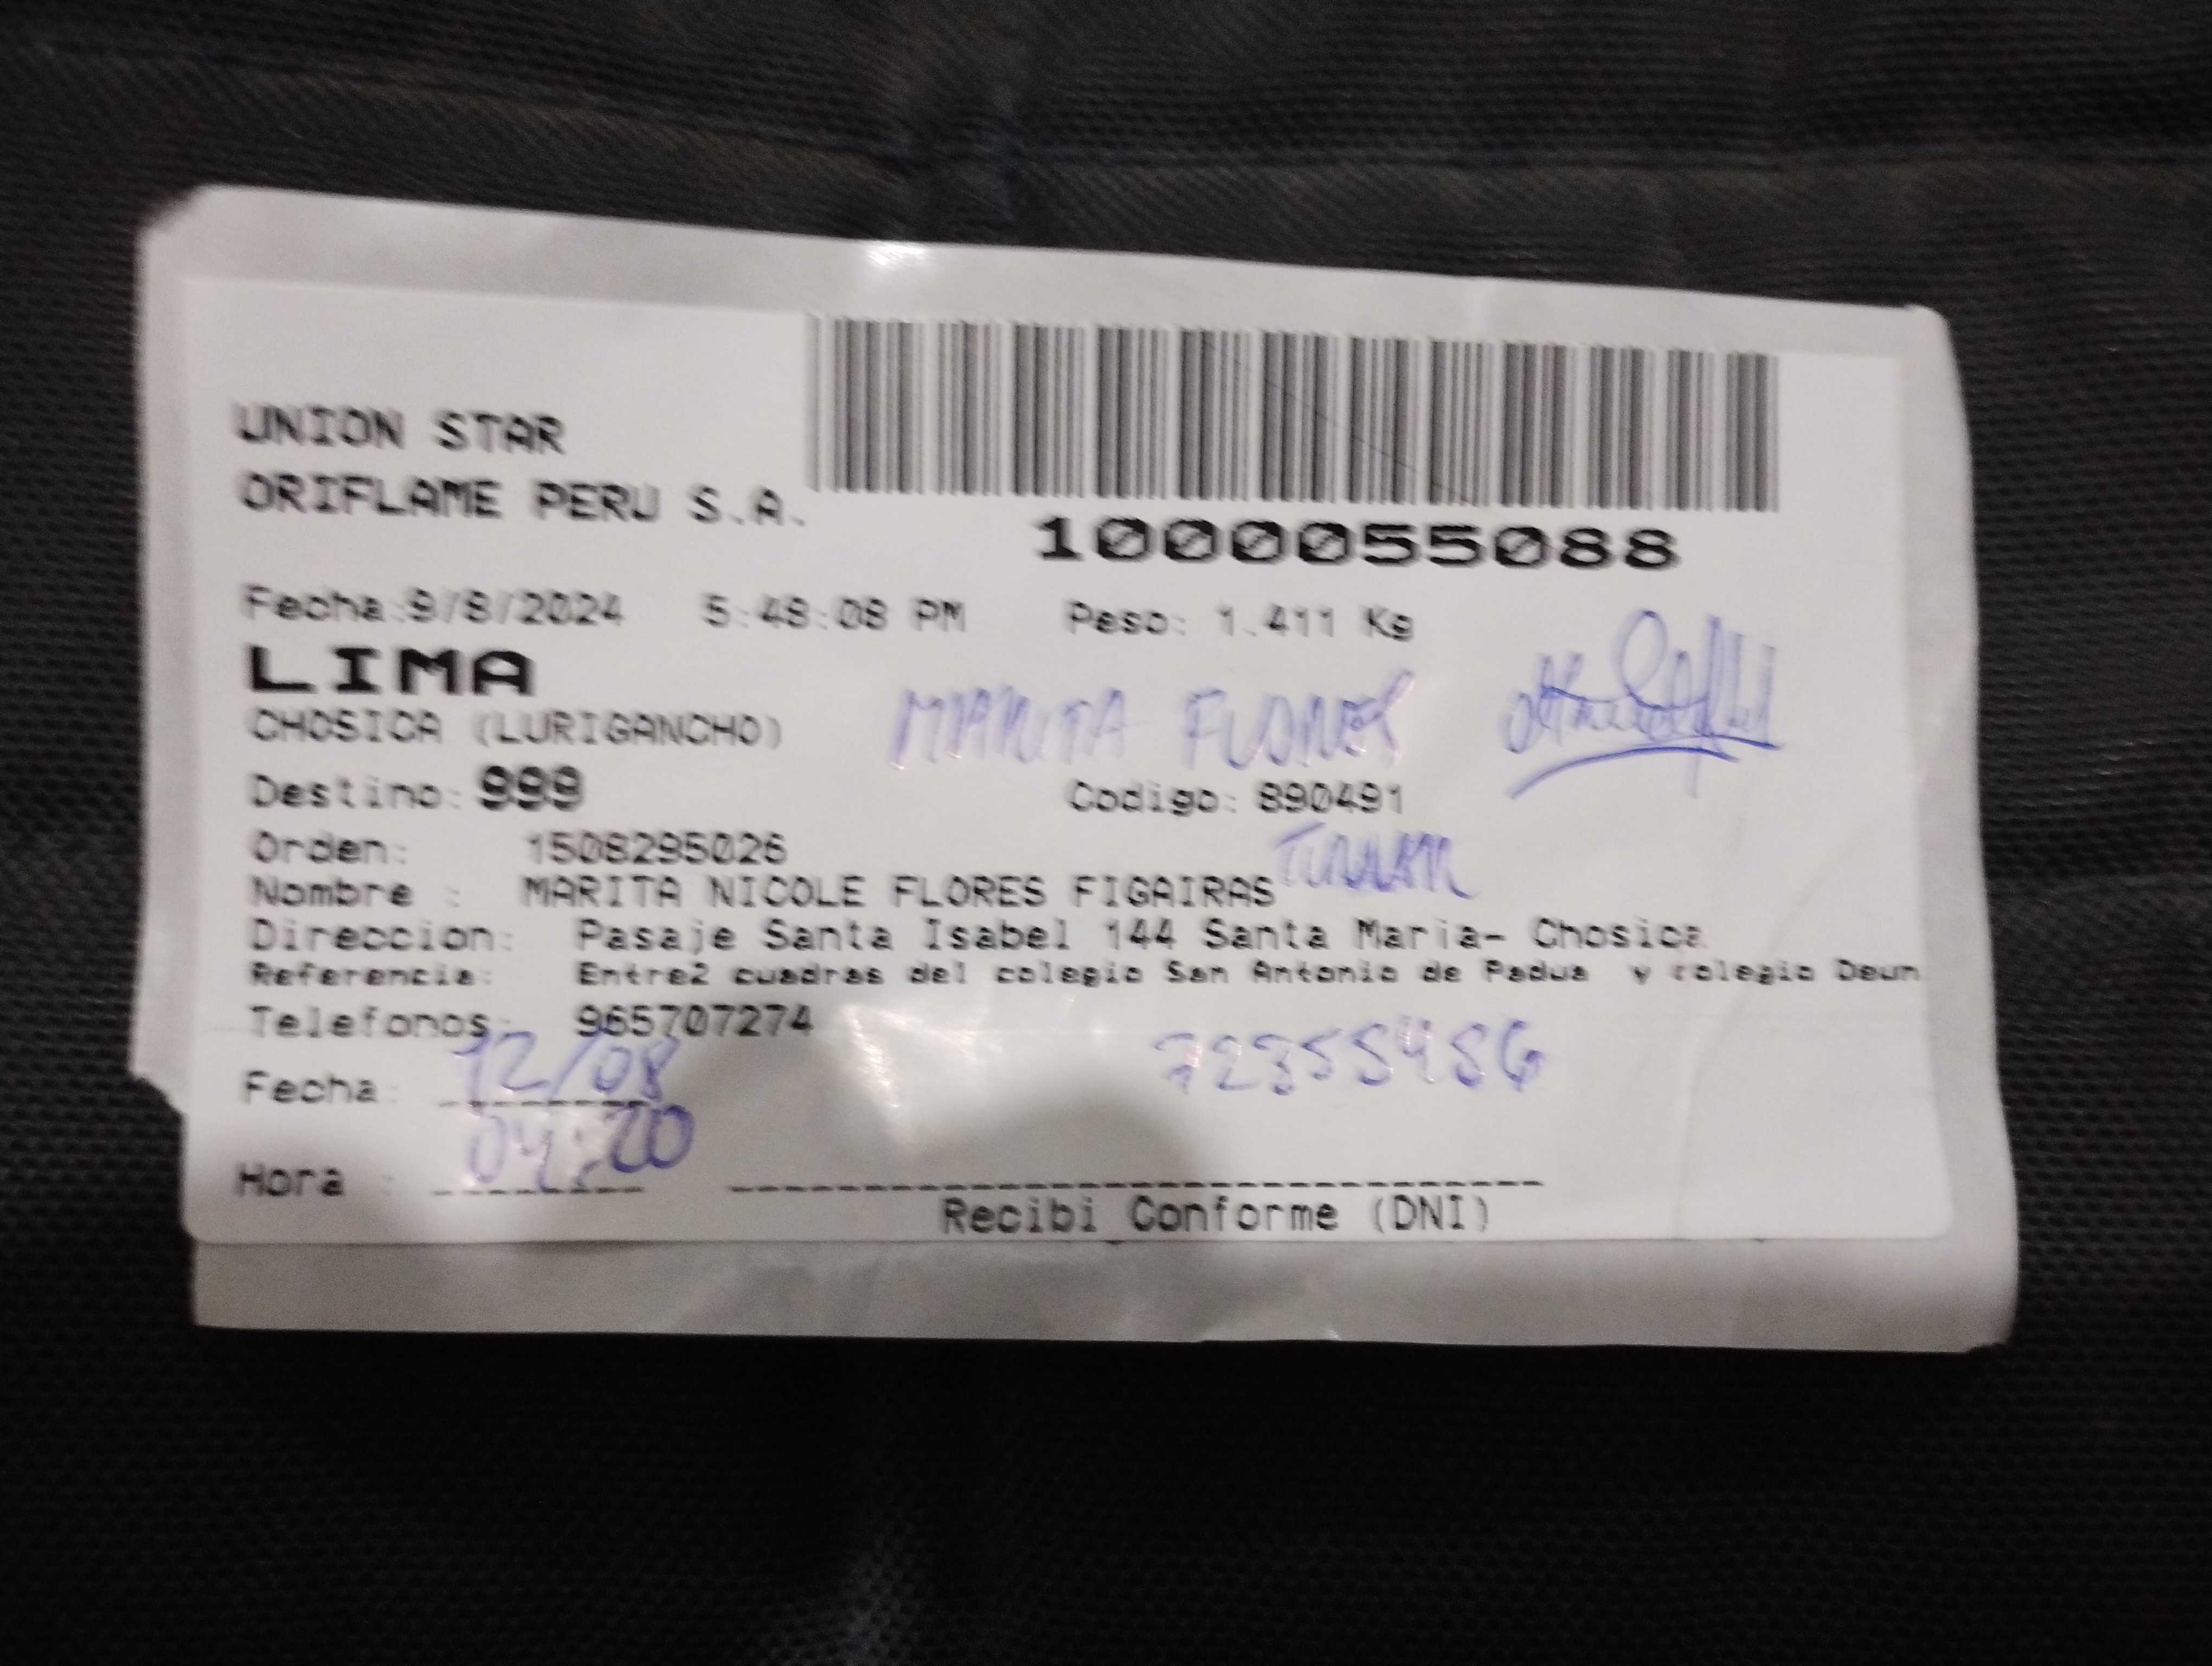 UNION STAR
ORIFLAME PERU S.A.
1000055088
Fecha:9/8/2024 5:48:08 PM Peso: 1.411 Kg
LIMA
CHOSICA (LURIGANCHO)
MARITA FLORES
Destino: 999 Codigo: 890491
Orden: 1508295026
TITULAR
Nombre : MARITA NICOLE FLORES FIGAIRAS
Direccion: Pasaje Santa Isabel 144 Santa Maria- Chosica
Referencia: Entre2 cuadras del colegio San Antonio de Padua y colegio Deun
Telefonos: 965707274
Fecha: 12/08 72355486
Hora : 04:20
Recibi Conforme (DNI)